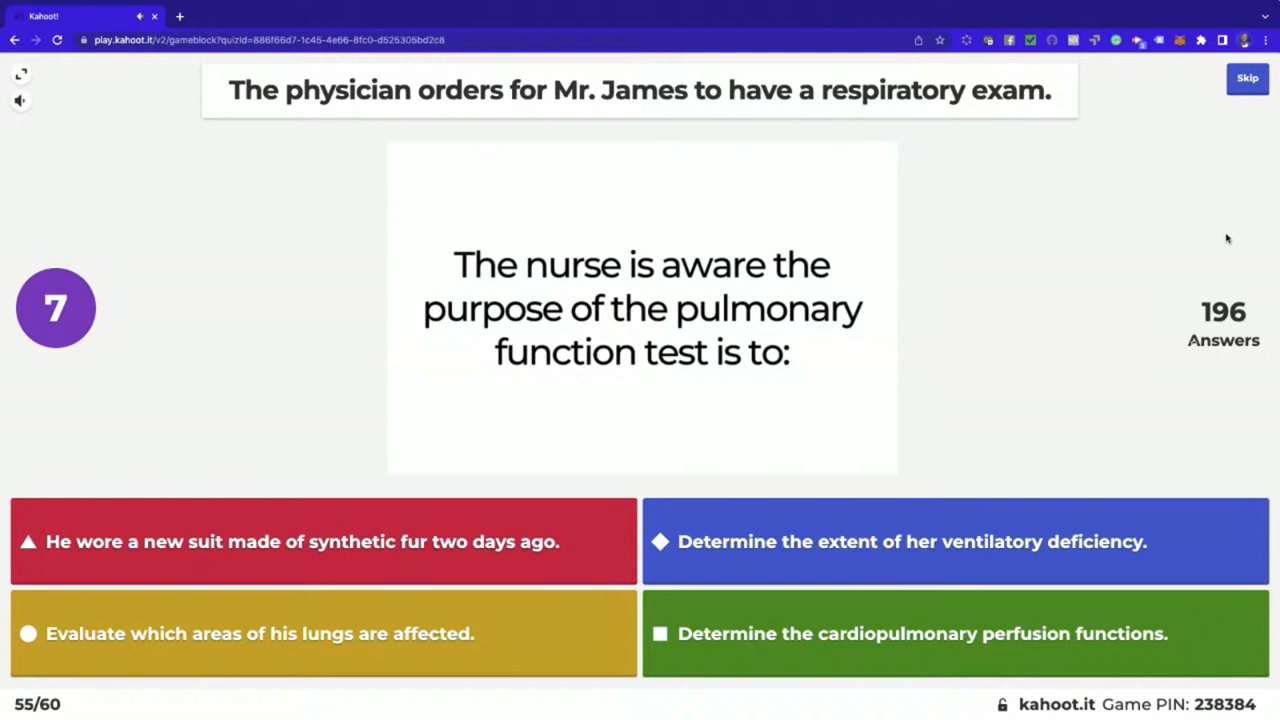 Kahoot!
play.kahoot.it/v2/gameblock?quizId=886f66d7-1c45-4e66-8fc0-d525305bd2c8
The physician orders for Mr. James to have a respiratory exam.
Skip
The nurse is aware the
purpose of the pulmonary
function test is to:
7
196
Answers
He wore a new suit made of synthetic fur two days ago.
Determine the extent of her ventilatory deficiency.
Evaluate which areas of his lungs are affected.
Determine the cardiopulmonary perfusion functions.
55/60
kahoot.it Game PIN: 238384